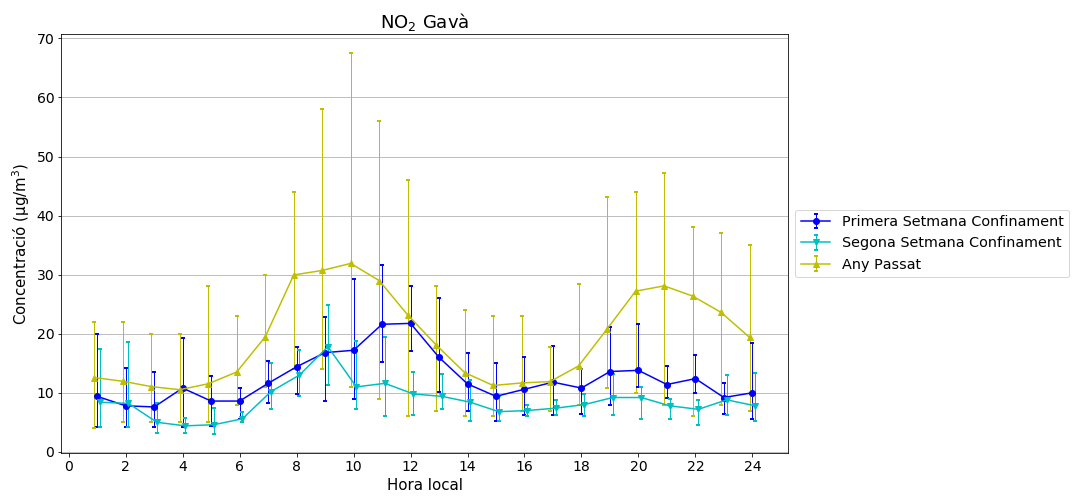 NO₂ Gavà
70
60
50
40
30
20
10
0
Concentració (µg/m³)
0 2 4 6 8 10 12 14 16 18 20 22 24
Hora local
Primera Setmana Confinament
Segona Setmana Confinament
Any Passat